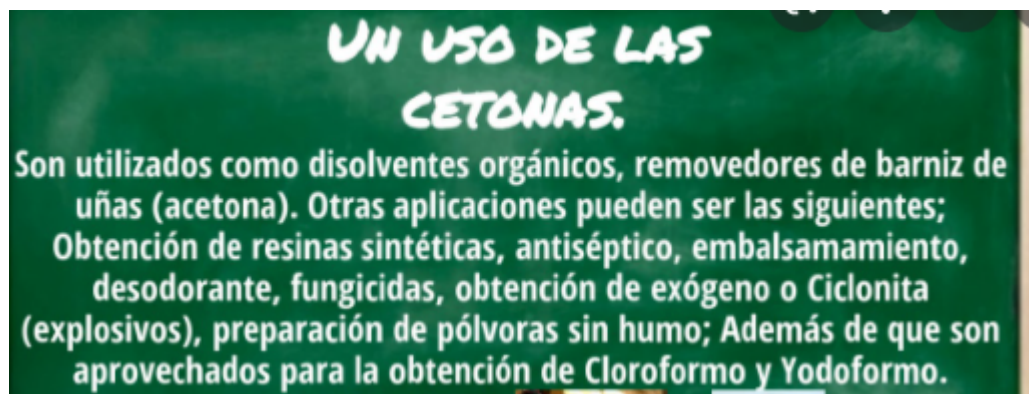 Un uso de las
cetonas.
Son utilizados como disolventes orgánicos, removedores de barniz de
uñas (acetona). Otras aplicaciones pueden ser las siguientes;
Obtención de resinas sintéticas, antiséptico, embalsamamiento,
desodorante, fungicidas, obtención de exógeno o Ciclonita
(explosivos), preparación de pólvoras sin humo; Además de que son
aprovechados para la obtención de Cloroformo y Yodoformo.